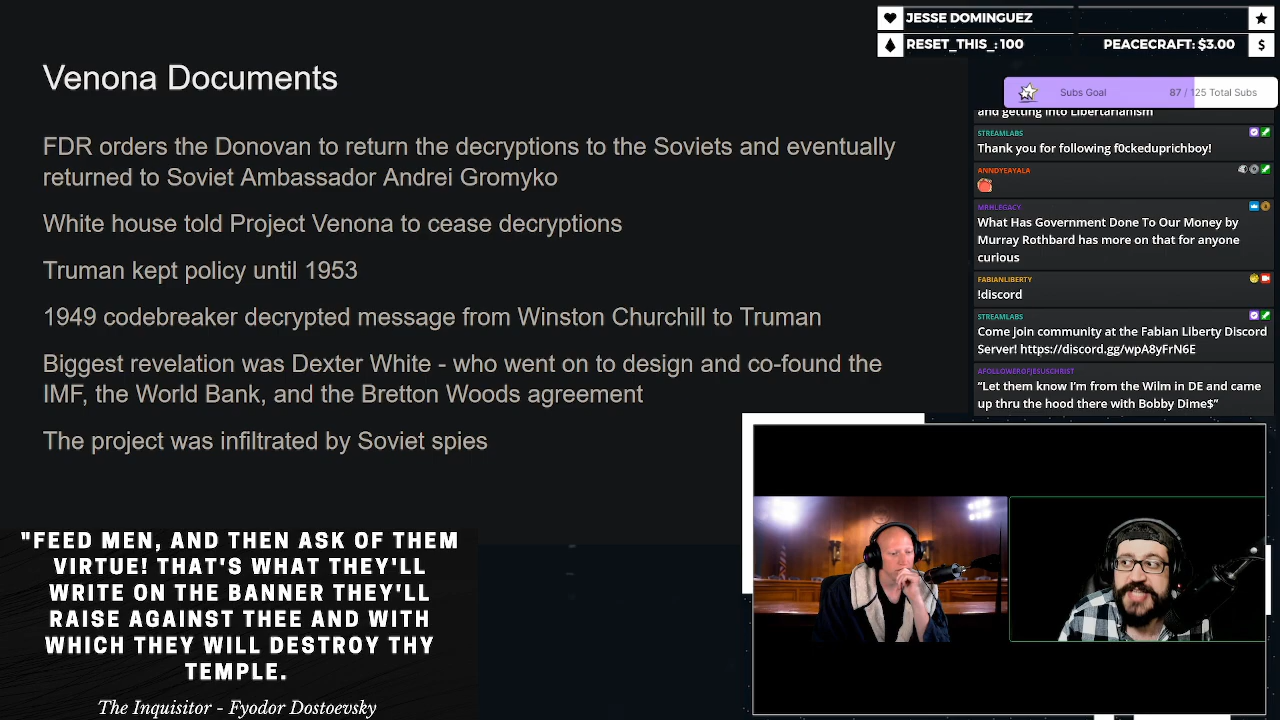 Venona Documents
FDR orders the Donovan to return the decryptions to the Soviets and eventually
returned to Soviet Ambassador Andrei Gromyko
White house told Project Venona to cease decryptions
Truman kept policy until 1953
1949 codebreaker decrypted message from Winston Churchill to Truman
Biggest revelation was Dexter White - who went on to design and co-found the
IMF, the World Bank, and the Bretton Woods agreement
The project was infiltrated by Soviet spies
"FEED MEN, AND THEN ASK OF THEM
VIRTUE! THAT'S WHAT THEY'LL
WRITE ON THE BANNER THEY'LL
RAISE AGAINST THEE AND WITH
WHICH THEY WILL DESTROY THY
TEMPLE.
The Inquisitor - Fyodor Dostoevsky
JESSE DOMINGUEZ
RESET_THIS_: 100
PEACECRAFT: $3.00
Subs Goal
87 / 125 Total Subs
and getting into Libertarianism
STREAMLABS
Thank you for following f0ckeduprichboy!
ANNDYEAYALA
MRHLEGACY
What Has Government Done To Our Money by
Murray Rothbard has more on that for anyone
curious
FABIANLIBERTY
!discord
STREAMLABS
Come join community at the Fabian Liberty Discord
Server! https://discord.gg/wpA8yFrN6E
AFOLLOWEROFJESUSCHRIST
“Let them know I’m from the Wilm in DE and came
up thru the hood there with Bobby Dime$”